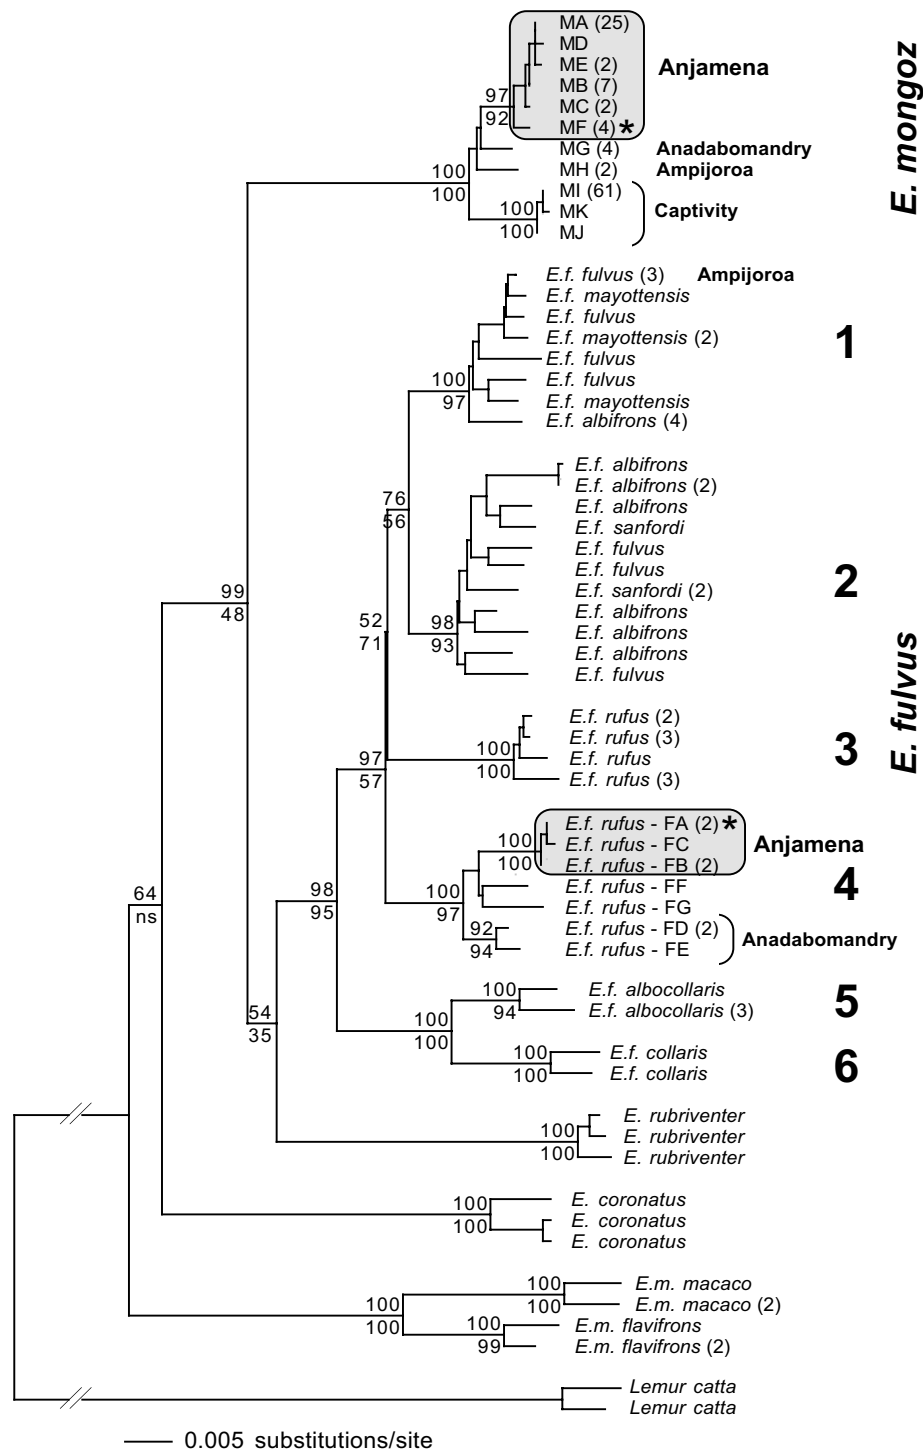 MA (25)
MD
ME (2)
Anjamena
MB (7)
97
MC (2)
92
MF (4) *
MG (4) Anadabomandry
100
MH (2) Ampijoroa
100
MI (61)
100
MK
Captivity
100
MJ
E. mongoz
E.f. fulvus (3) Ampijoroa
E.f. mayottensis
E.f. fulvus
E.f. mayottensis (2)
1
E.f. fulvus
100
E.f. fulvus
97
E.f. mayottensis
E.f. albifrons (4)
E.f. albifrons
E.f. albifrons (2)
76
E.f. albifrons
56
E.f. sanfordi
E.f. fulvus
E.f. fulvus
2
99
E.f. sanfordi (2)
48
E.f. albifrons
52
98
E.f. albifrons
71
93
E.f. albifrons
E.f. fulvus
E. fulvus
E.f. rufus (2)
E.f. rufus (3)
100
3
97
E.f. rufus
57
100
E.f. rufus (3)
E.f. rufus - FA (2) *
100
E.f. rufus - FC
Anjamena
100
E.f. rufus - FB (2)
4
64
98
100
E.f. rufus - FF
ns
95
97
E.f. rufus - FG
92
E.f. rufus - FD (2)
Anadabomandry
94
E.f. rufus - FE
100
E.f. albocollaris
5
54
94
E.f. albocollaris (3)
35
100
100
100
E.f. collaris
6
100
E.f. collaris
E. rubriventer
100
E. rubriventer
100
E. rubriventer
100
E. coronatus
100
E. coronatus
E. coronatus
100
E.m. macaco
100
100
E.m. macaco (2)
100
100
E.m. flavifrons
99
E.m. flavifrons (2)
Lemur catta
Lemur catta
0.005 substitutions/site